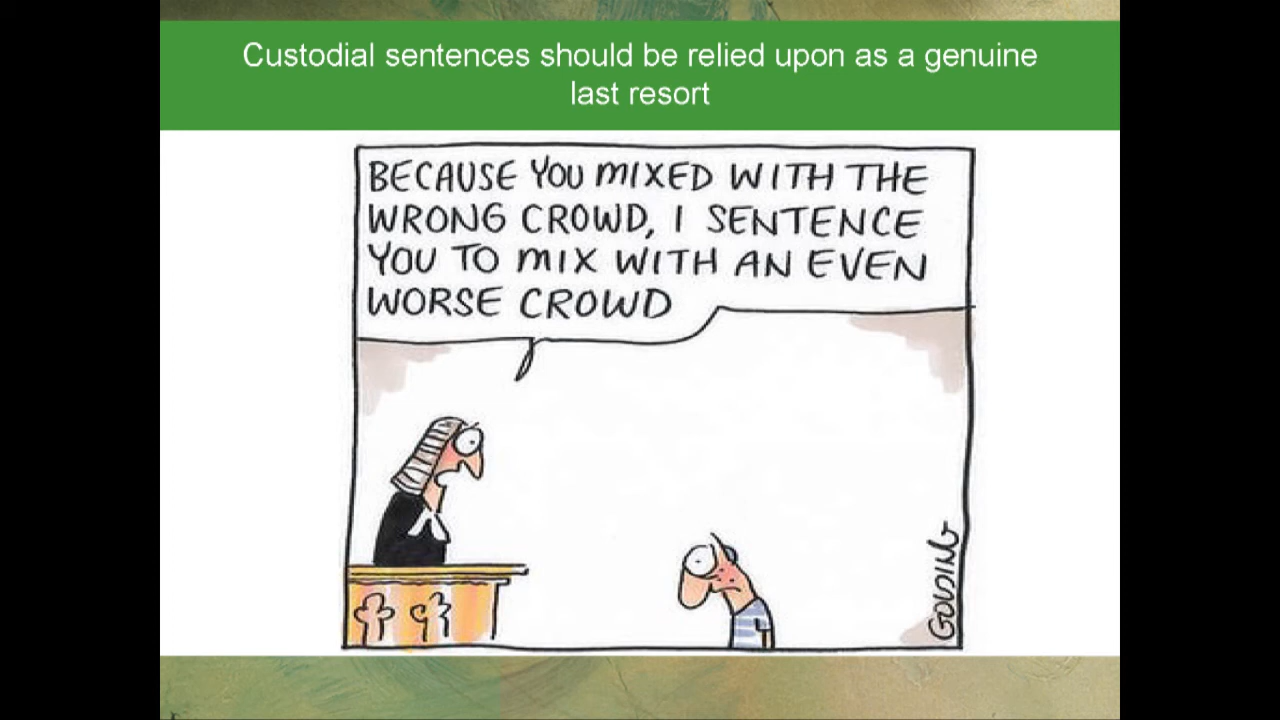 Custodial sentences should be relied upon as a genuine
last resort
BECAUSE YOU MIXED WITH THE
WRONG CROWD, I SENTENCE
YOU TO MIX WITH AN EVEN
WORSE CROWD
GOLDING